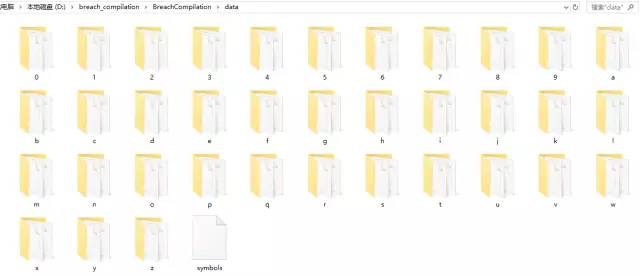 电脑 › 本地磁盘 (D:) › breach_compilation › BreachCompilation › data 搜索"data"
0 1 2 3 4 5 6 7 8 9 a
b c d e f g h i j k l
m n o p q r s t u v w
x y z symbols